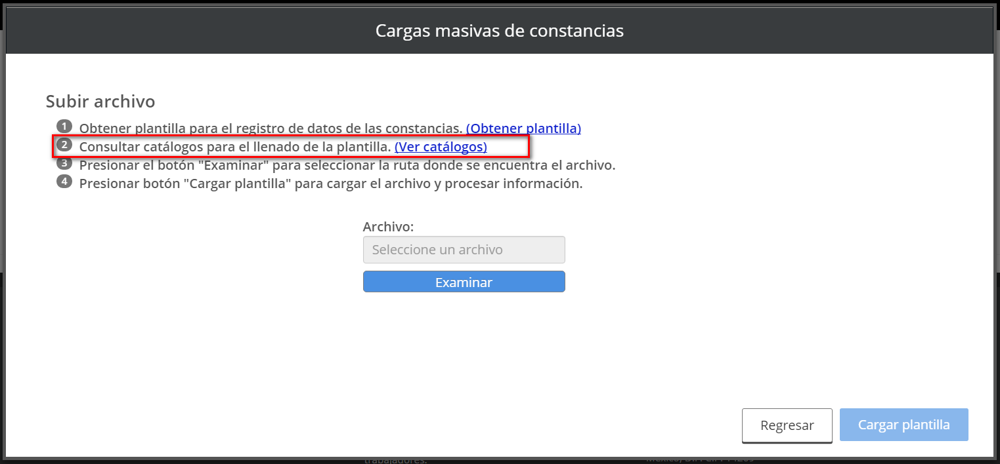 Cargas masivas de constancias
Subir archivo
1 Obtener plantilla para el registro de datos de las constancias. (Obtener plantilla)
2 Consultar catálogos para el llenado de la plantilla. (Ver catálogos)
3 Presionar el botón "Examinar" para seleccionar la ruta donde se encuentra el archivo.
4 Presionar botón "Cargar plantilla" para cargar el archivo y procesar información.
Archivo:
Seleccione un archivo
Examinar
Regresar
Cargar plantilla
trabajadores.